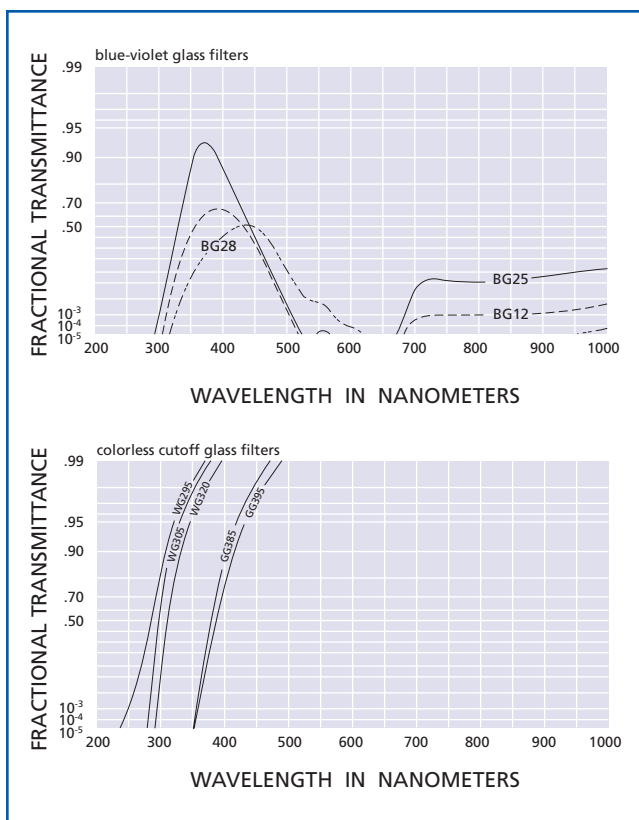 blue-violet glass filters
FRACTIONAL TRANSMITTANCE
.99
.95
.90
.70
.50
10-3
10-4
10-5
BG28
BG25
BG12
200 300 400 500 600 700 800 900 1000
WAVELENGTH IN NANOMETERS
colorless cutoff glass filters
FRACTIONAL TRANSMITTANCE
.99
.95
.90
.70
.50
10-3
10-4
10-5
WG295
WG305
WG320
GG385
GG395
200 300 400 500 600 700 800 900 1000
WAVELENGTH IN NANOMETERS